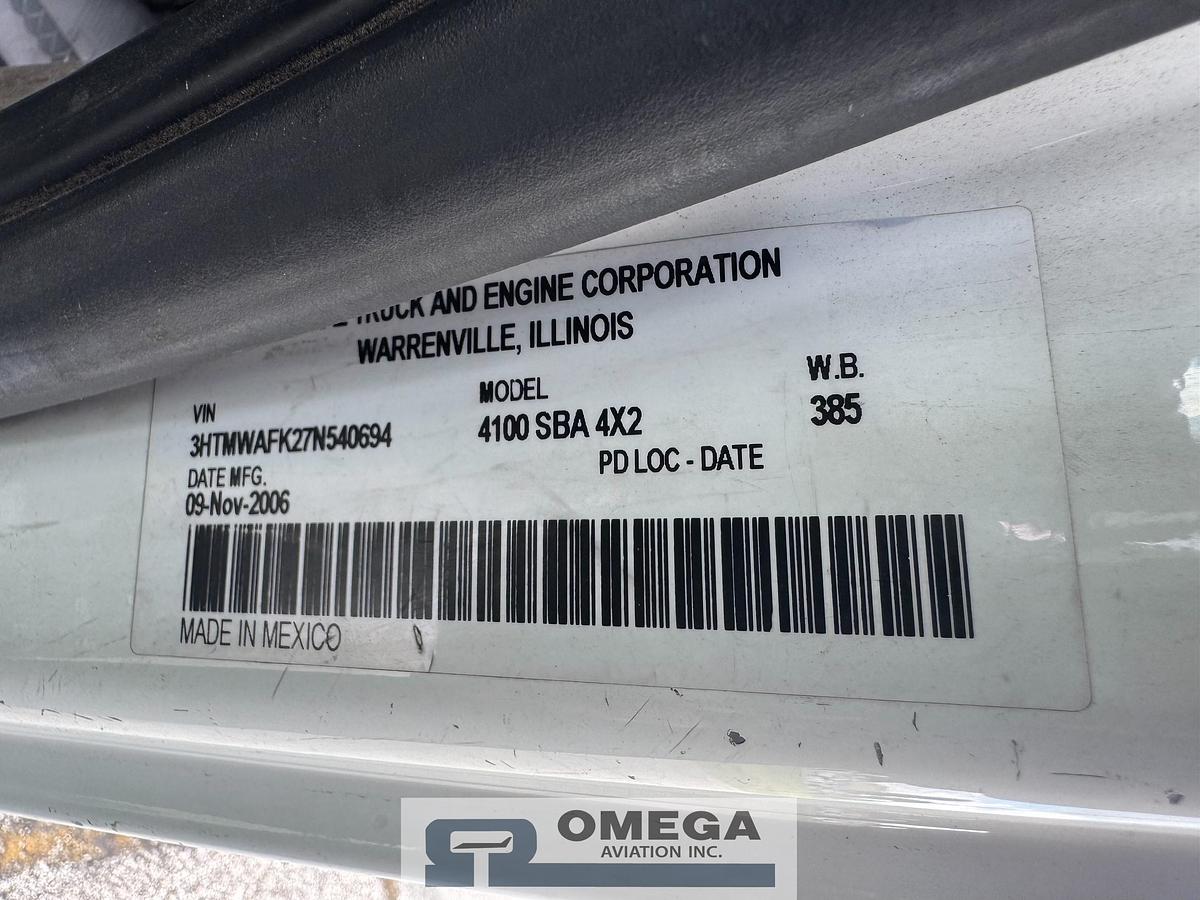 TRUCK AND ENGINE CORPORATION
WARRENVILLE, ILLINOIS
VIN
3HTMWAFK27N540694
MODEL
4100 SBA 4X2
W.B.
385
PD LOC - DATE
DATE MFG.
09-Nov-2006
MADE IN MEXICO
OMEGA
AVIATION INC.